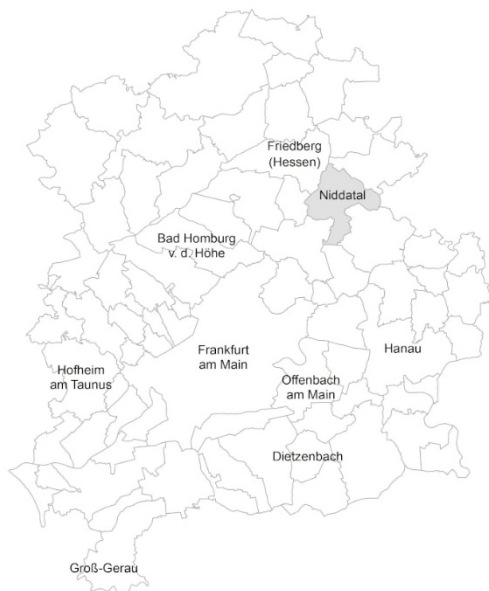 Friedberg
(Hessen)
Niddatal
Bad Homburg
v. d. Höhe
Frankfurt
am Main
Hanau
Hofheim
am Taunus
Offenbach
am Main
Dietzenbach
Groß-Gerau